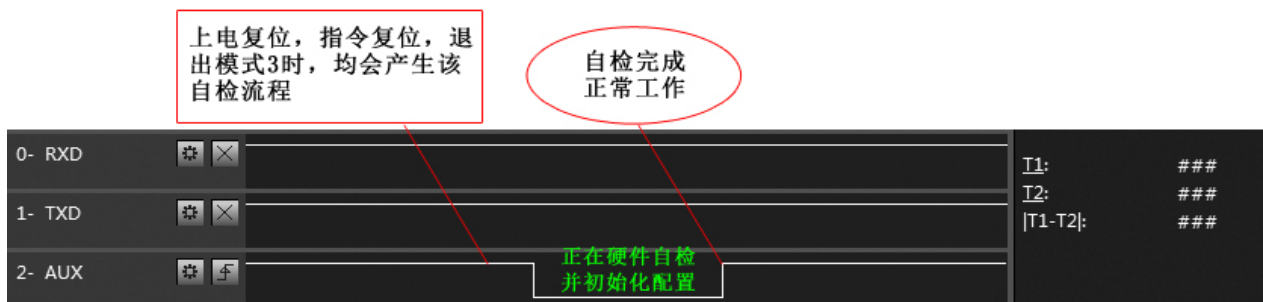 上电复位，指令复位，退
出模式3时，均会产生该
自检流程
自检完成
正常工作
0- RXD
T1: ###
T2: ###
1- TXD
|T1-T2|: ###
正在硬件自检
2- AUX
并初始化配置